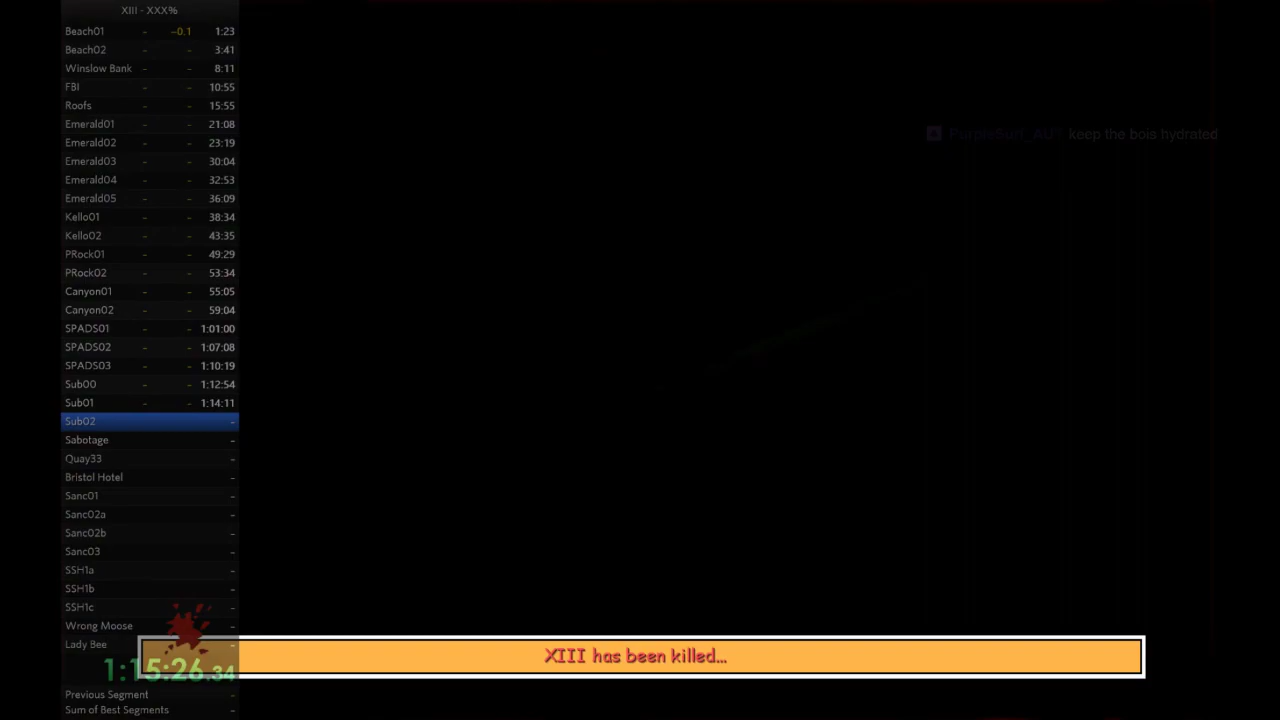 XIII - XXX%
Beach01 - −0.1 1:23
Beach02 - - 3:41
Winslow Bank - - 8:11
FBI - - 10:55
Roofs - - 15:55
Emerald01 - - 21:08
Emerald02 - - 23:19
Emerald03 - - 30:04
Emerald04 - - 32:53
Emerald05 - - 36:09
Kello01 - - 38:34
Kello02 - - 43:35
PRock01 - - 49:29
PRock02 - - 53:34
Canyon01 - - 55:05
Canyon02 - - 59:04
SPADS01 - - 1:01:00
SPADS02 - - 1:07:08
SPADS03 - - 1:10:19
Sub00 - - 1:12:54
Sub01 - - 1:14:11
Sub02 -
Sabotage -
Quay33 -
Bristol Hotel -
Sanc01 -
Sanc02a -
Sanc02b -
Sanc03 -
SSH1a -
SSH1b -
SSH1c -
Wrong Moose -
Lady Bee -
1:15:26.34
Previous Segment -
Sum of Best Segments -
keep the bois hydrated
XIII has been killed...